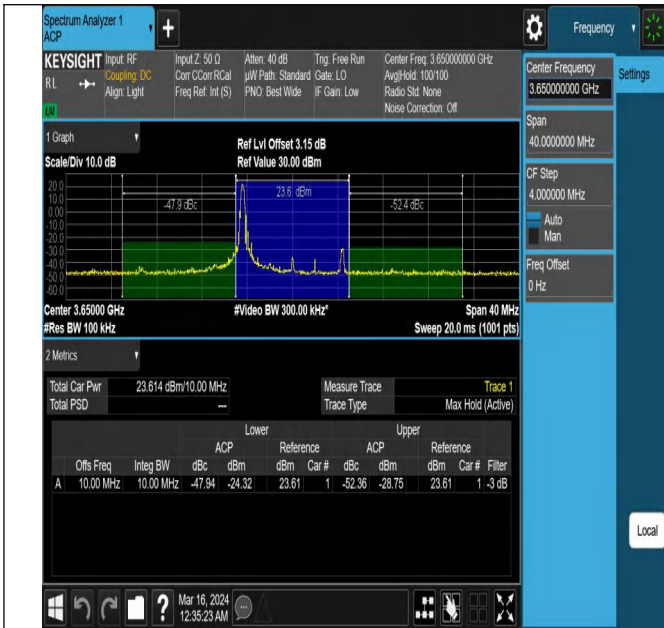 Spectrum Analyzer 1
ACP
Frequency
KEYSIGHT
RL
LXI
Input: RF
Coupling: DC
Align: Light
Input Z: 50 Ω
Corr CCorr RCal
Freq Ref: Int (S)
Atten: 40 dB
µW Path: Standard
PNO: Best Wide
Trig: Free Run
Gate: LO
IF Gain: Low
Center Freq: 3.650000000 GHz
Avg|Hold: 100/100
Radio Std: None
Noise Correction: Off
Center Frequency
3.650000000 GHz
Settings
Span
40.0000000 MHz
CF Step
4.000000 MHz
Auto
Man
Freq Offset
0 Hz
1 Graph
Scale/Div 10.0 dB
Ref Lvl Offset 3.15 dB
Ref Value 30.00 dBm
20.0
10.0
0.00
-10.0
-20.0
-30.0
-40.0
-50.0
-60.0
-47.9 dBc
23.6 dBm
-52.4 dBc
Center 3.65000 GHz
#Video BW 300.00 kHz*
Span 40 MHz
#Res BW 100 kHz
Sweep 20.0 ms (1001 pts)
2 Metrics
Total Car Pwr 23.614 dBm/10.00 MHz
Total PSD ---
Measure Trace Trace 1
Trace Type Max Hold (Active)
Lower Upper
ACP Reference ACP Reference
Offs Freq Integ BW dBc dBm dBm Car # dBc dBm dBm Car # Filter
A 10.00 MHz 10.00 MHz -47.94 -24.32 23.61 1 -52.36 -28.75 23.61 1 -3 dB
Local
?
Mar 16, 2024
12:35:23 AM